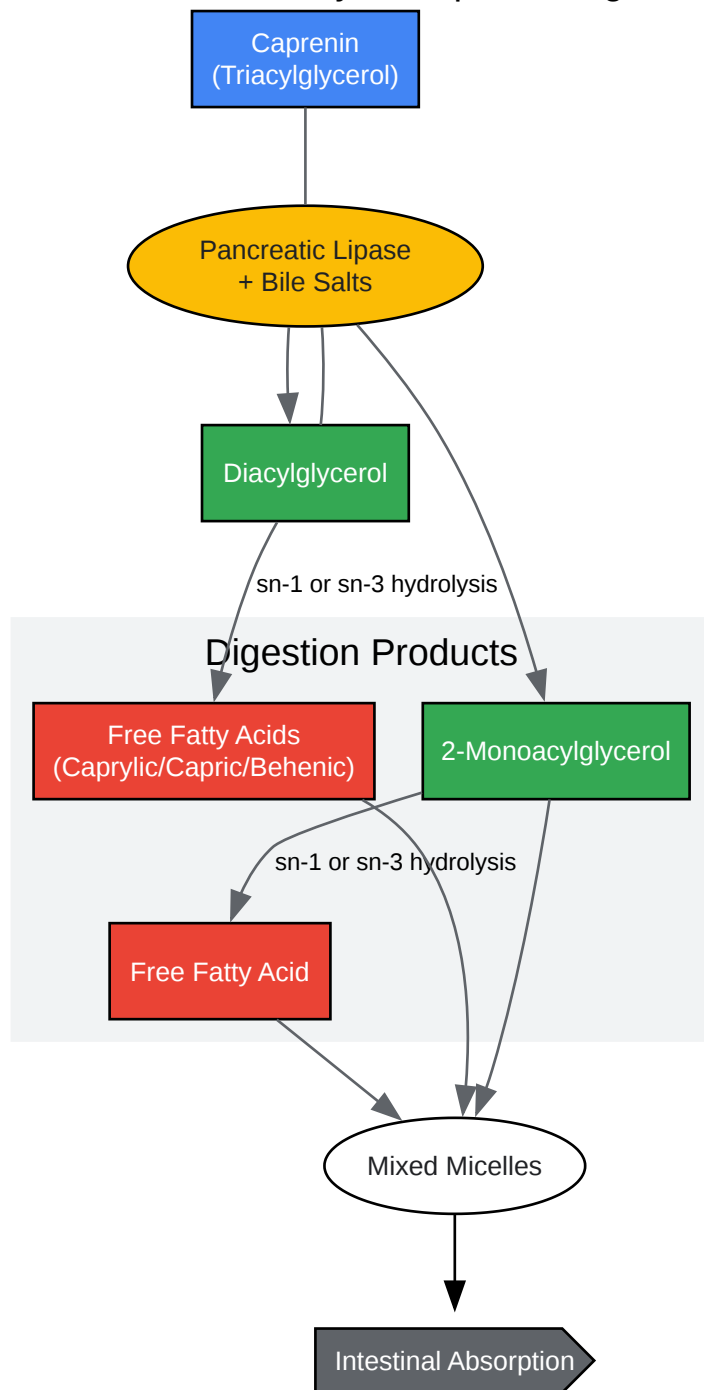 Caprenin
(Triacylglycerol)
Pancreatic Lipase
+ Bile Salts
Diacylglycerol
sn-1 or sn-3 hydrolysis
Digestion Products
Free Fatty Acids
(Caprylic/Capric/Behenic)
2-Monoacylglycerol
sn-1 or sn-3 hydrolysis
Free Fatty Acid
Mixed Micelles
Intestinal Absorption